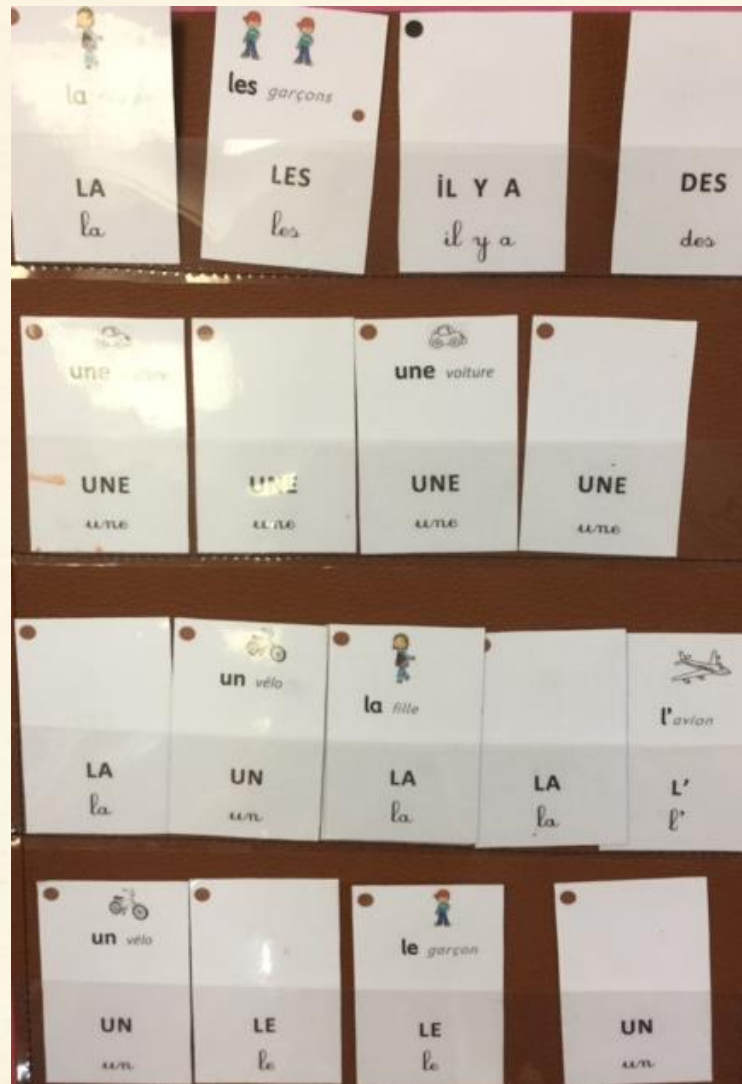 la
LA
la
les garçons
LES
les
İL Y A
il y a
DES
des
une
UNE
une
UNE
une
une voiture
UNE
une
UNE
une
LA
la
un vélo
UN
un
la fille
LA
la
LA
la
l'avion
L'
l'
un vélo
UN
un
LE
le
le garçon
LE
le
UN
un